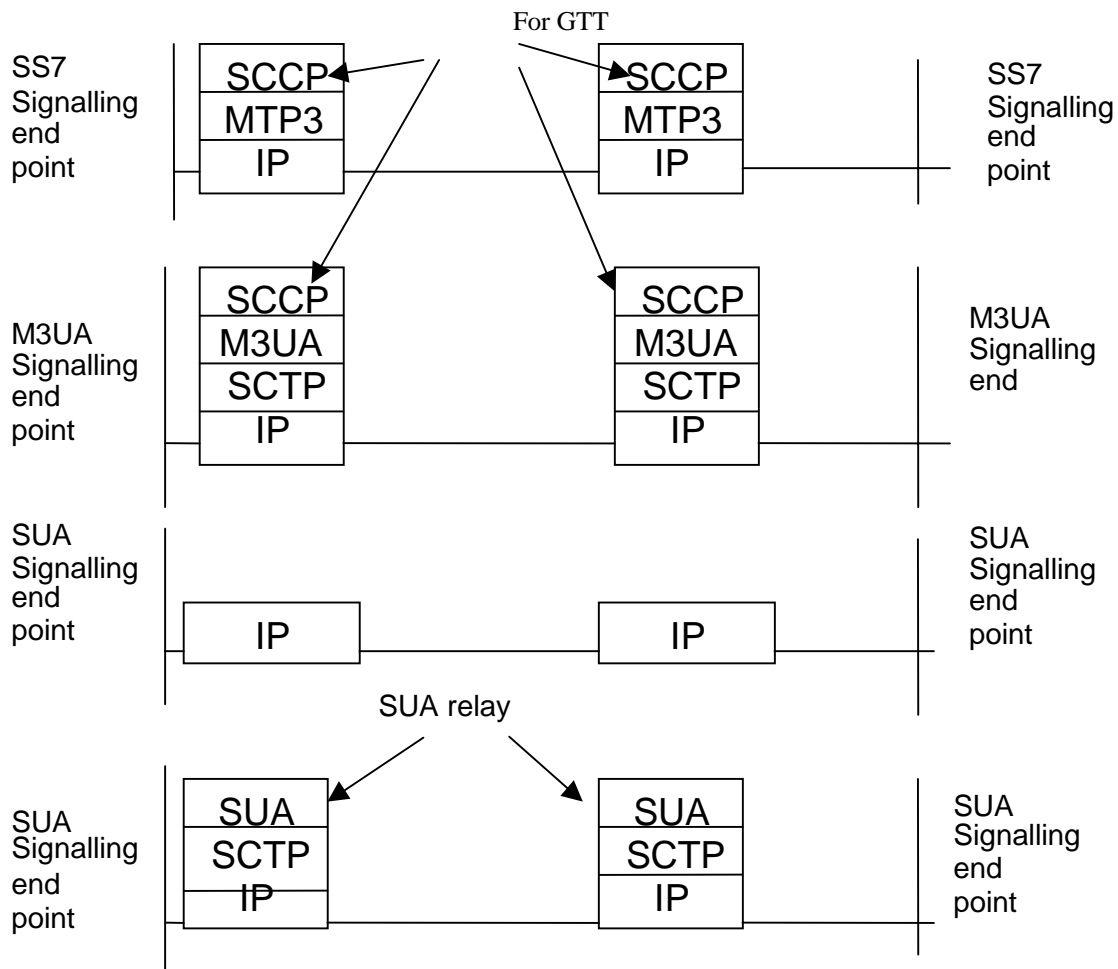 For GTT
SS7
Signalling
end
point
SCCP
MTP3
IP
SCCP
MTP3
IP
SS7
Signalling
end
point
M3UA
Signalling
end
point
SCCP
M3UA
SCTP
IP
SCCP
M3UA
SCTP
IP
M3UA
Signalling
end
SUA
Signalling
end
point
IP
IP
SUA
Signalling
end
point
SUA relay
SUA
Signalling
end
point
SUA
SCTP
IP
SUA
SCTP
IP
SUA
Signalling
end
point